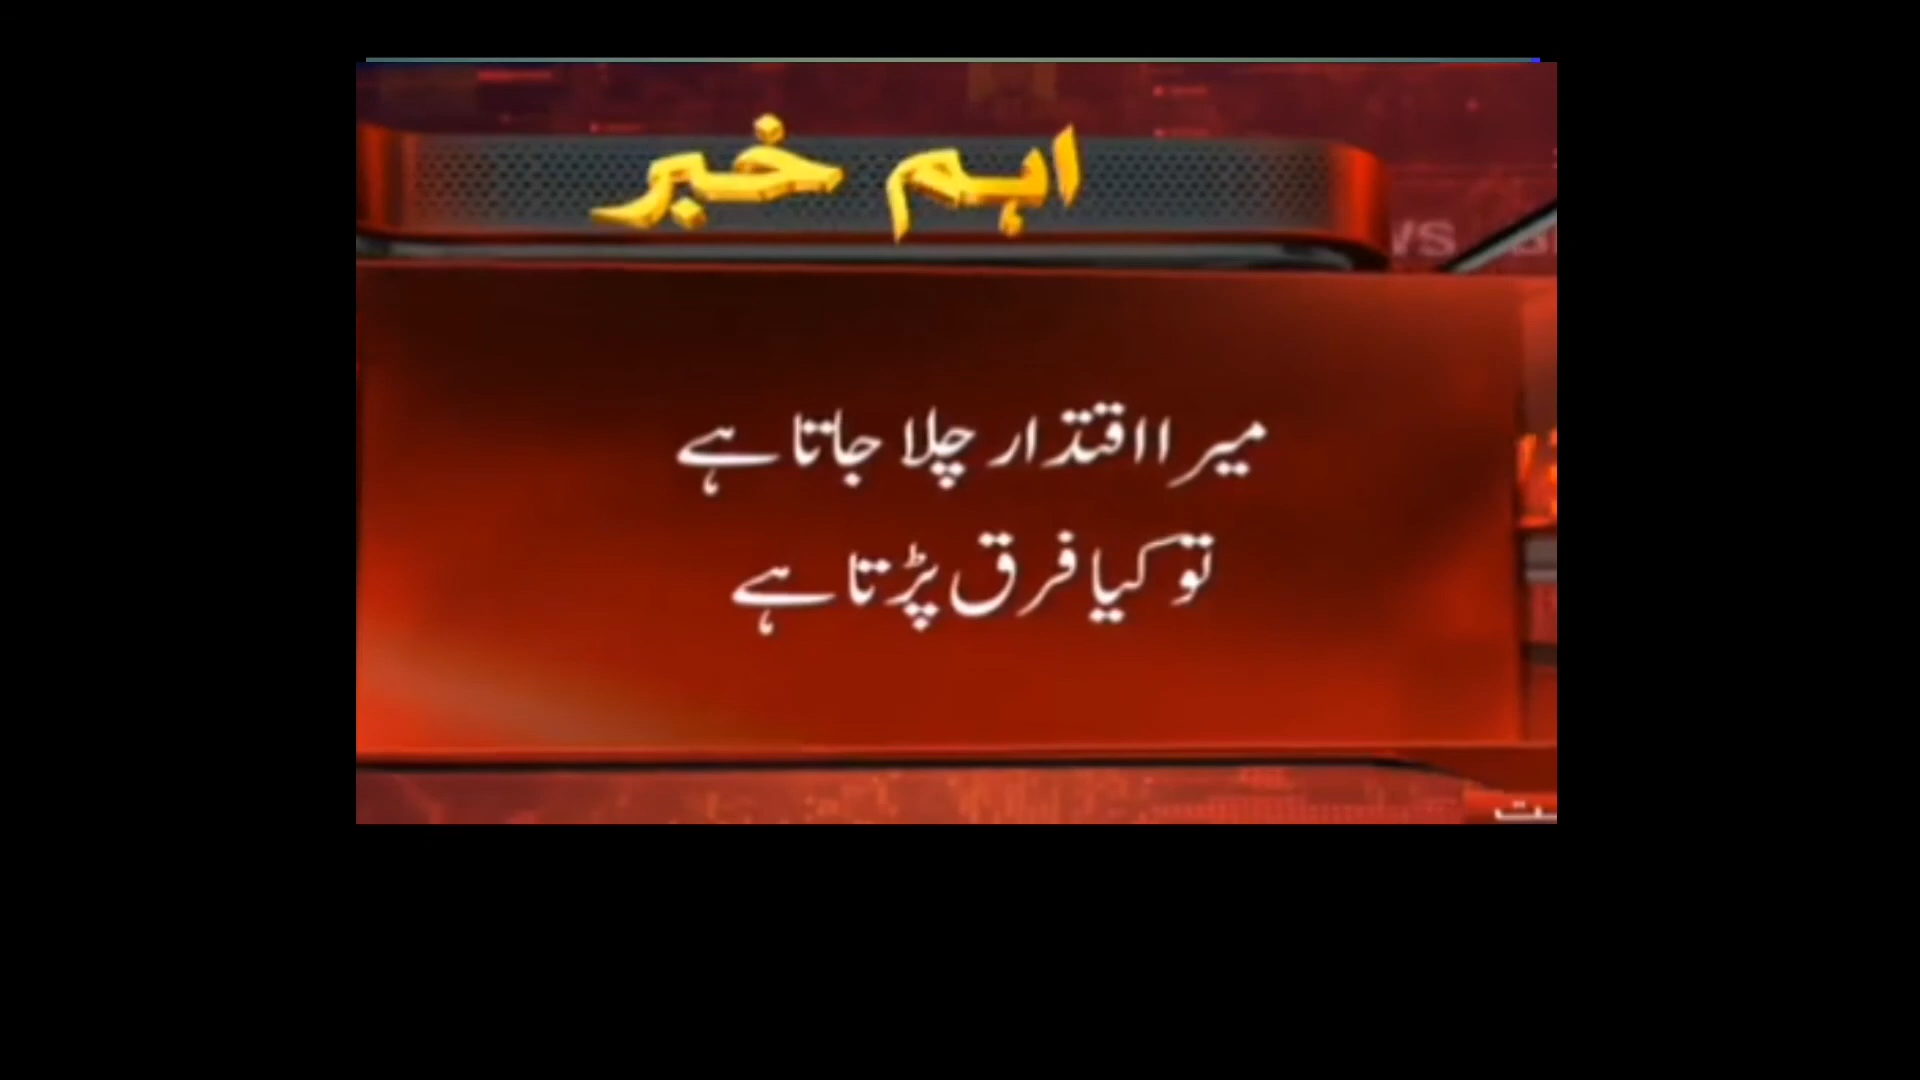 اہم خبر
میرا اقتدار چلا جاتا ہے
تو کیا فرق پڑتا ہے